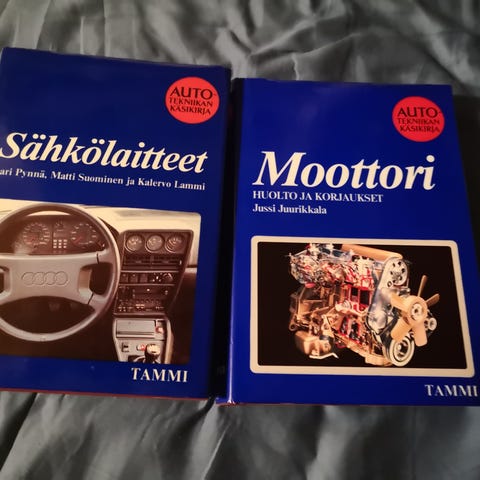 AUTO-
TEKNIIKAN
KÄSIKIRJA
Sähkölaitteet
Pynnä, Matti Suominen ja Kalervo Lammi
TAMMI
AUTO-
TEKNIIKAN
KÄSIKIRJA
Moottori
HUOLTO JA KORJAUKSET
Jussi Juurikkala
TAMMI